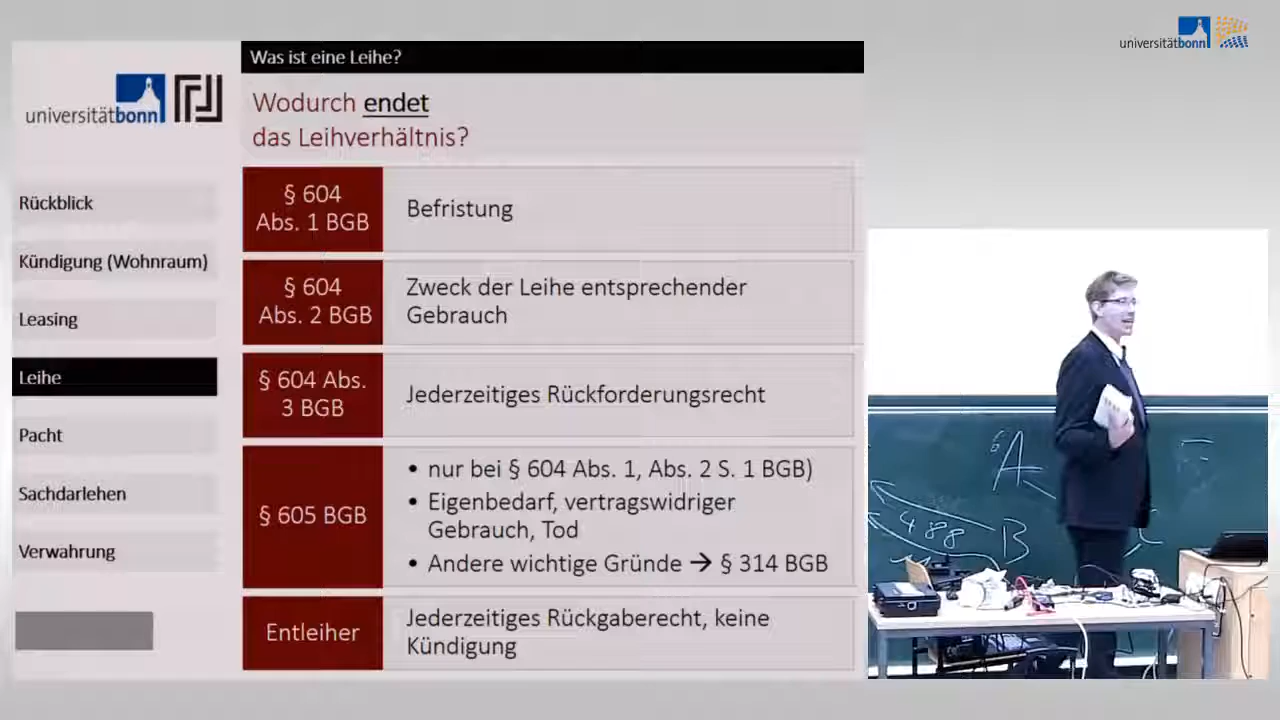 universitätbonn
Was ist eine Leihe?
universitätbonn
Wodurch endet
das Leihverhältnis?
Rückblick
Kündigung (Wohnraum)
Leasing
Leihe
Pacht
Sachdarlehen
Verwahrung
§ 604
Abs. 1 BGB
Befristung
§ 604
Abs. 2 BGB
Zweck der Leihe entsprechender
Gebrauch
§ 604 Abs.
3 BGB
Jederzeitiges Rückforderungsrecht
§ 605 BGB
• nur bei § 604 Abs. 1, Abs. 2 S. 1 BGB)
• Eigenbedarf, vertragswidriger
Gebrauch, Tod
• Andere wichtige Gründe → § 314 BGB
Entleiher
Jederzeitiges Rückgaberecht, keine
Kündigung
A
488
B